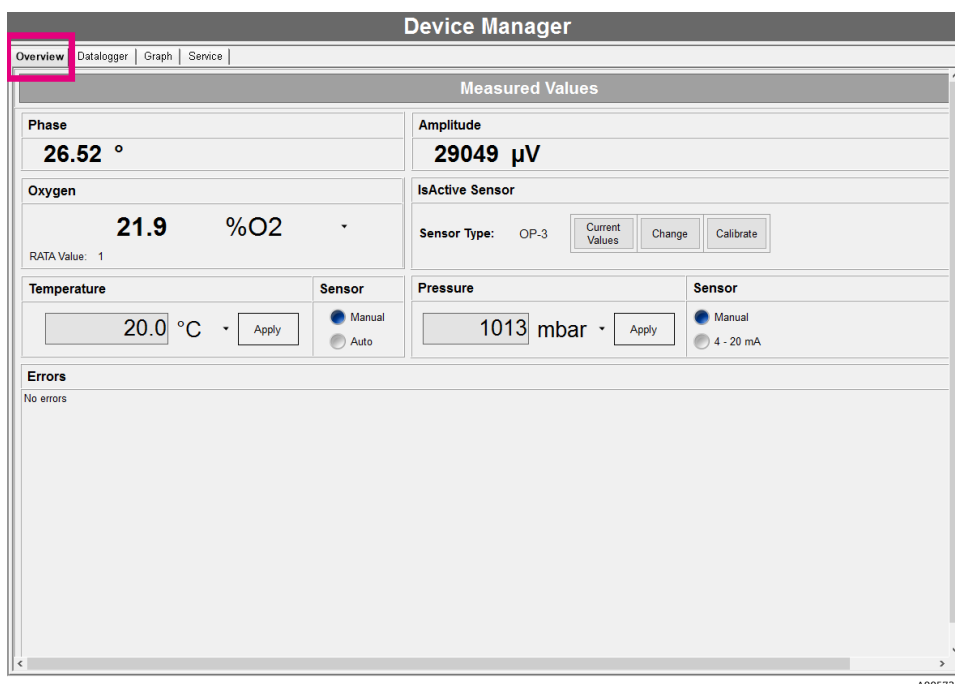 Device Manager
Overview Datalogger Graph Service
Measured Values
Phase
26.52 °
Amplitude
29049 µV
Oxygen
21.9 %O2
RATA Value: 1
IsActive Sensor
Sensor Type: OP-3 Current Values Change Calibrate
Temperature
20.0 °C Apply
Sensor
Manual
Auto
Pressure
1013 mbar Apply
Sensor
Manual
4 - 20 mA
Errors
No errors